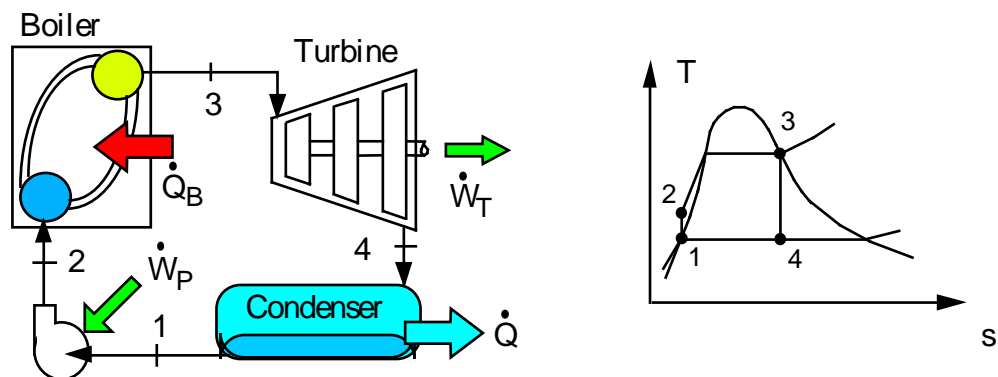 Boiler
Turbine
3
Q̇B
ẆT
4
2
ẆP
Condenser
1
Q̇
T
3
2
1
4
s